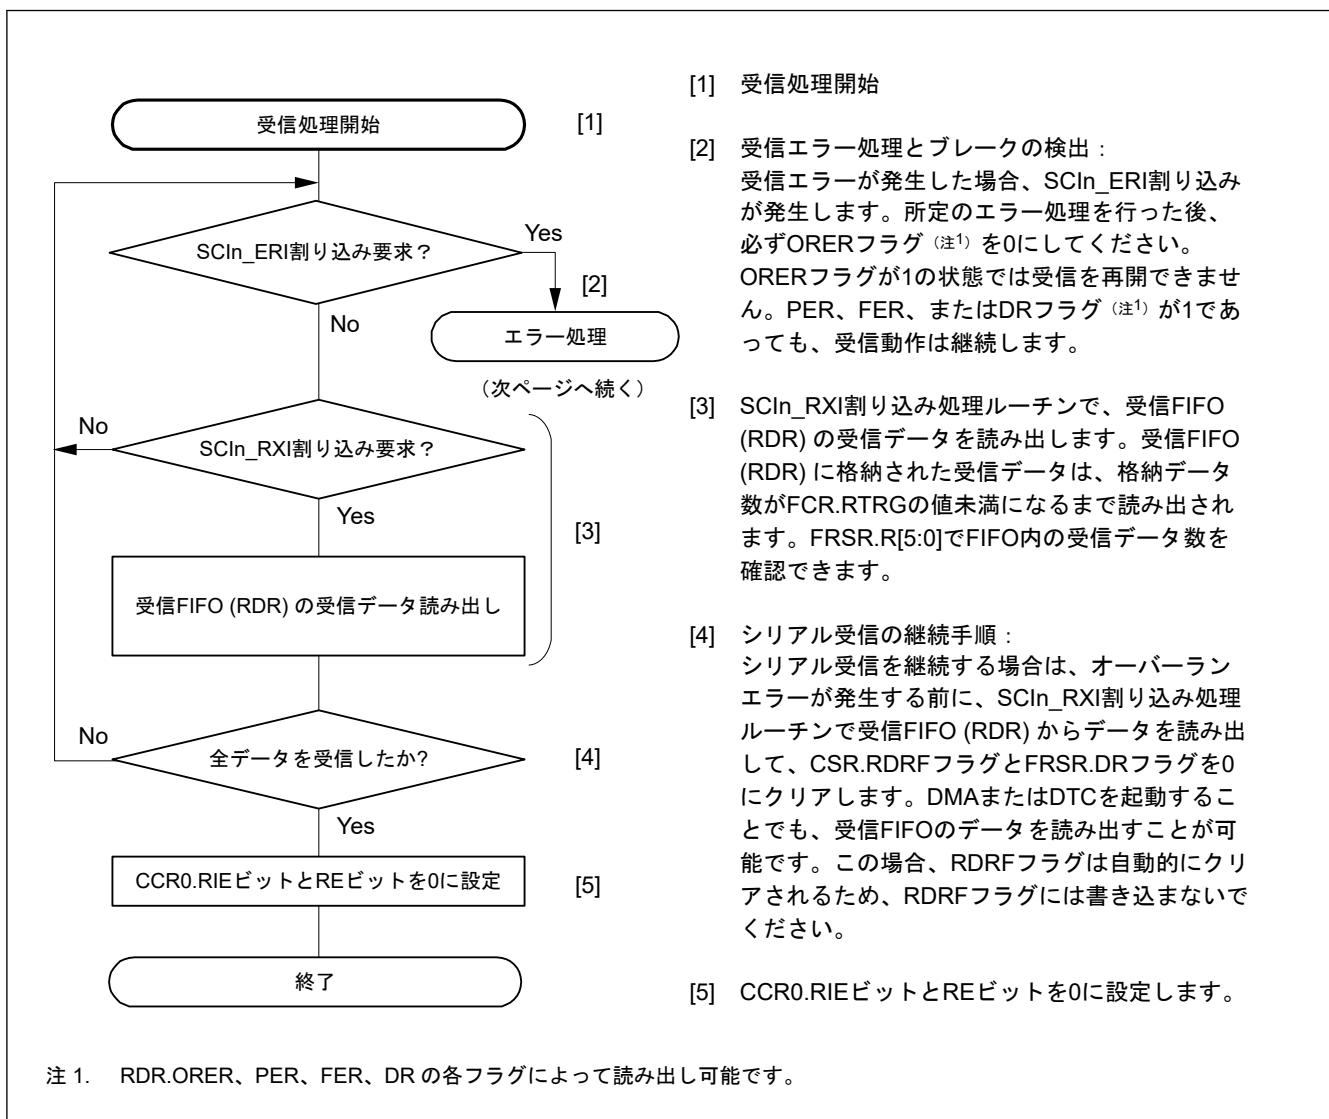 受信処理開始
[1]
SCIn_ERI割り込み要求？
Yes
[2]
No
エラー処理
（次ページへ続く）
No
SCIn_RXI割り込み要求？
Yes
[3]
受信FIFO (RDR) の受信データ読み出し
No
全データを受信したか?
[4]
Yes
CCR0.RIEビットとREビットを0に設定
[5]
終了
[1] 受信処理開始
[2] 受信エラー処理とブレークの検出：
受信エラーが発生した場合、SCIn_ERI割り込み
が発生します。所定のエラー処理を行った後、
必ずORERフラグ（注1）を0にしてください。
ORERフラグが1の状態では受信を再開できませ
ん。PER、FER、またはDRフラグ（注1）が1であ
っても、受信動作は継続します。
[3] SCIn_RXI割り込み処理ルーチンで、受信FIFO
(RDR) の受信データを読み出します。受信FIFO
(RDR) に格納された受信データは、格納データ
数がFCR.RTRGの値未満になるまで読み出され
ます。FRSR.R[5:0]でFIFO内の受信データ数を
確認できます。
[4] シリアル受信の継続手順：
シリアル受信を継続する場合は、オーバーラン
エラーが発生する前に、SCIn_RXI割り込み処理
ルーチンで受信FIFO (RDR) からデータを読み出
して、CSR.RDRFフラグとFRSR.DRフラグを0
にクリアします。DMAまたはDTCを起動するこ
とでも、受信FIFOのデータを読み出すことが可
能です。この場合、RDRFフラグは自動的にクリ
アされるため、RDRFフラグには書き込まないで
ください。
[5] CCR0.RIEビットとREビットを0に設定します。
注 1. RDR.ORER、PER、FER、DR の各フラグによって読み出し可能です。